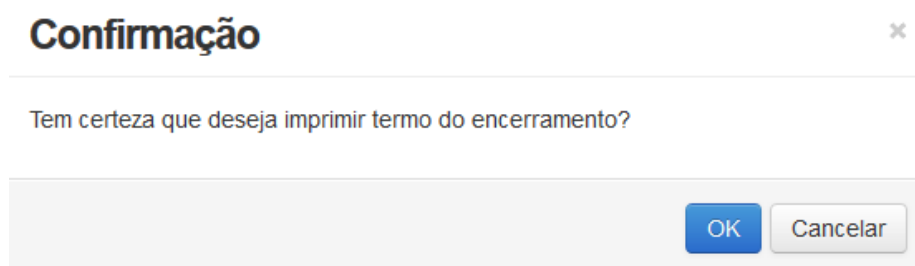 Confirmação
Tem certeza que deseja imprimir termo do encerramento?
OK
Cancelar